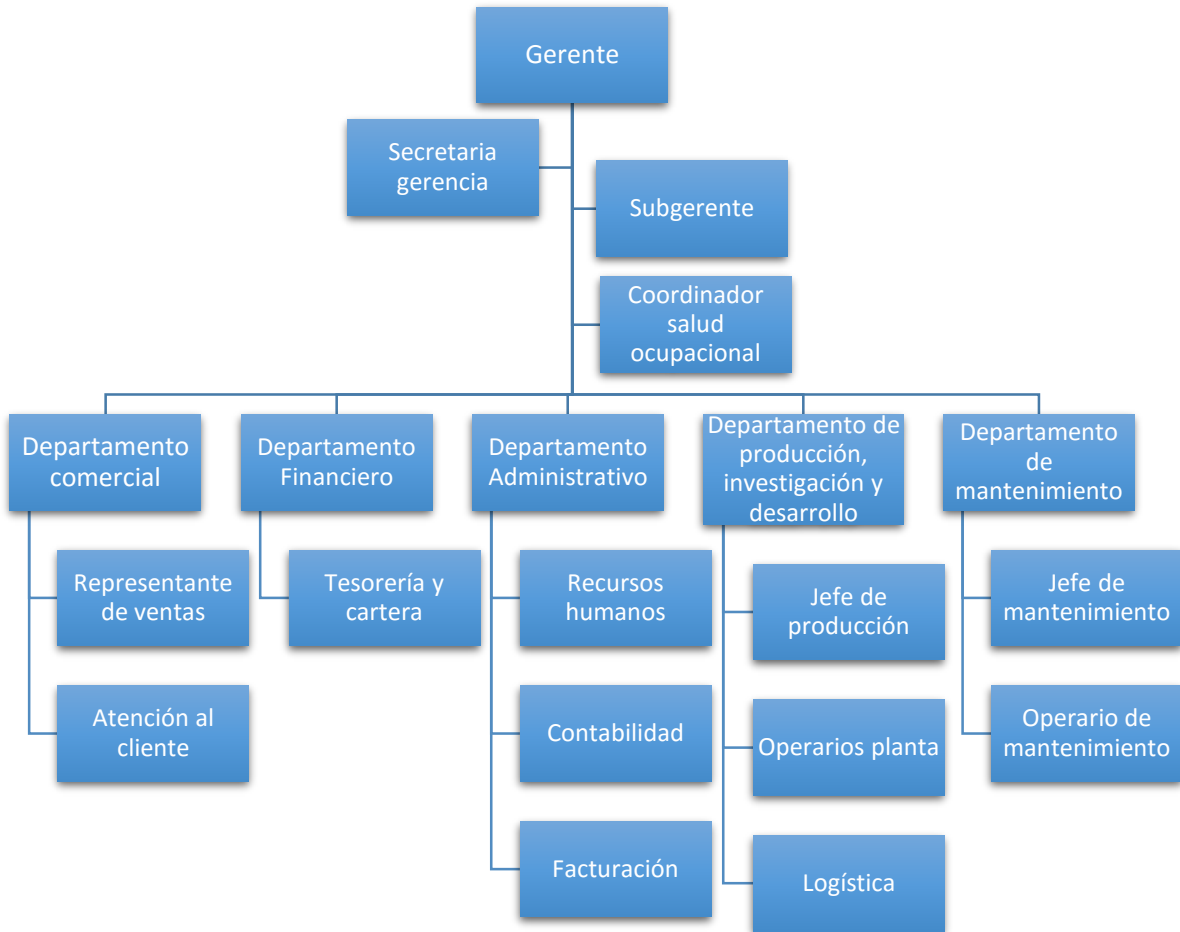 Gerente
Secretaria
gerencia
Subgerente
Coordinador
salud
ocupacional
Departamento
comercial
Departamento
Financiero
Departamento
Administrativo
Departamento de
producción,
investigación y
desarrollo
Departamento
de
mantenimiento
Representante
de ventas
Tesorería y
cartera
Recursos
humanos
Jefe de
producción
Jefe de
mantenimiento
Atención al
cliente
Contabilidad
Operarios planta
Operario de
mantenimiento
Facturación
Logística